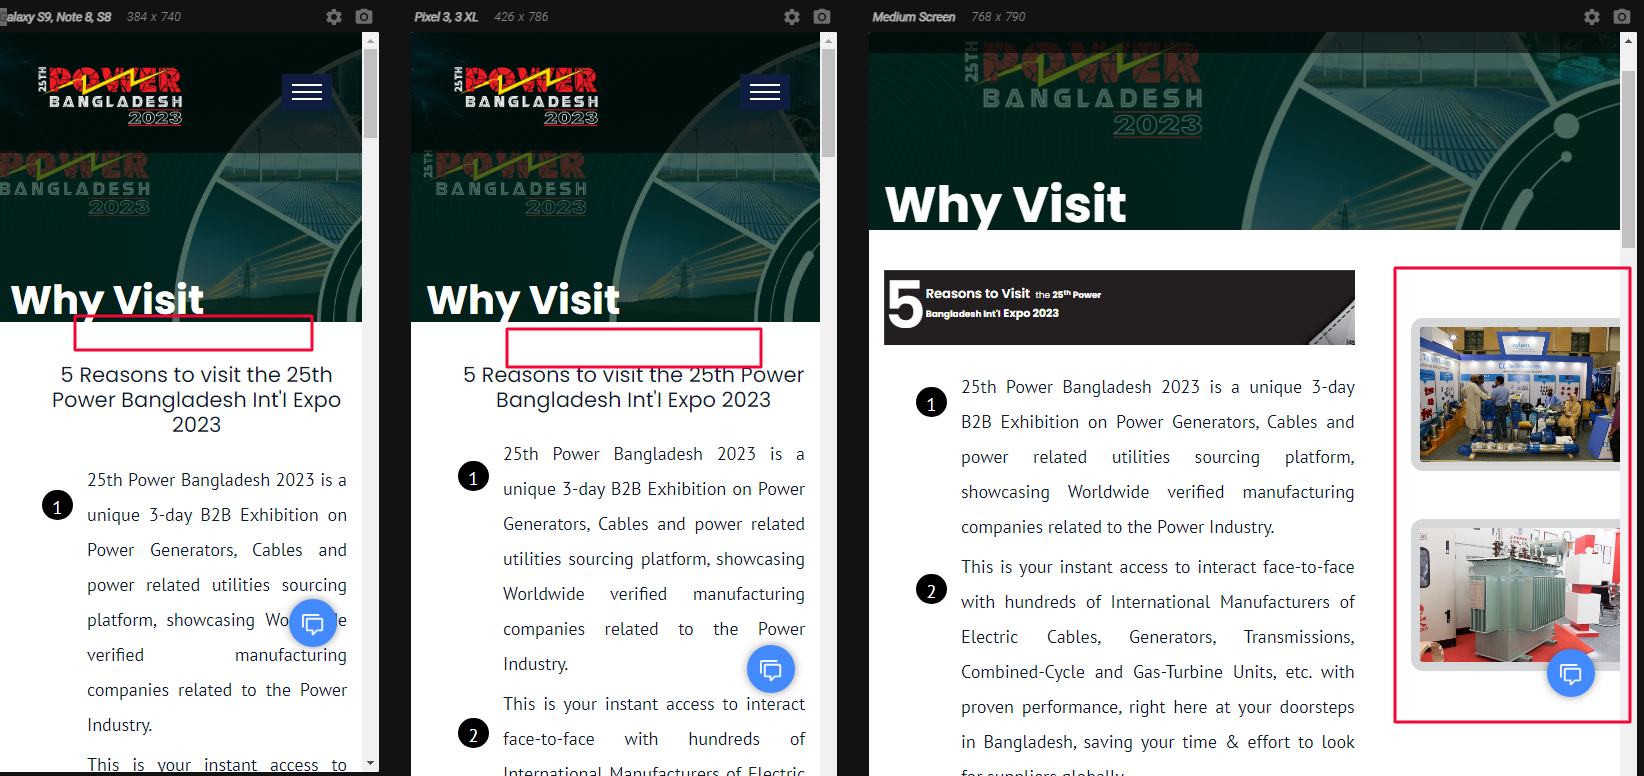 Galaxy S9, Note 8, S8 384 x 740
25TH POWER
BANGLADESH
2023
25TH POWER
BANGLADESH
2023
Why Visit
5 Reasons to visit the 25th
Power Bangladesh Int'l Expo
2023
1
25th Power Bangladesh 2023 is a
unique 3-day B2B Exhibition on
Power Generators, Cables and
power related utilities sourcing
platform, showcasing
verified manufacturing
companies related to the Power
Industry.
This is your instant access to
Pixel 3, 3 XL 426 x 786
25TH POWER
BANGLADESH
2023
25TH POWER
BANGLADESH
2023
Why Visit
5 Reasons to visit the 25th Power
Bangladesh Int'l Expo 2023
1
25th Power Bangladesh 2023 is a
unique 3-day B2B Exhibition on Power
Generators, Cables and power related
utilities sourcing platform, showcasing
Worldwide verified manufacturing
companies related to the Power
Industry.
2
This is your instant access to interact
face-to-face with hundreds of
International Manufacturers of Electric
Medium Screen 768 x 790
25TH POWER
BANGLADESH
2023
Why Visit
5 Reasons to Visit the 25th Power
Bangladesh Int'l Expo 2023
1
25th Power Bangladesh 2023 is a unique 3-day
B2B Exhibition on Power Generators, Cables and
power related utilities sourcing platform,
showcasing Worldwide verified manufacturing
companies related to the Power Industry.
2
This is your instant access to interact face-to-face
with hundreds of International Manufacturers of
Electric Cables, Generators, Transmissions,
Combined-Cycle and Gas-Turbine Units, etc. with
proven performance, right here at your doorsteps
in Bangladesh, saving your time & effort to look
for suppliers globally.
xylem